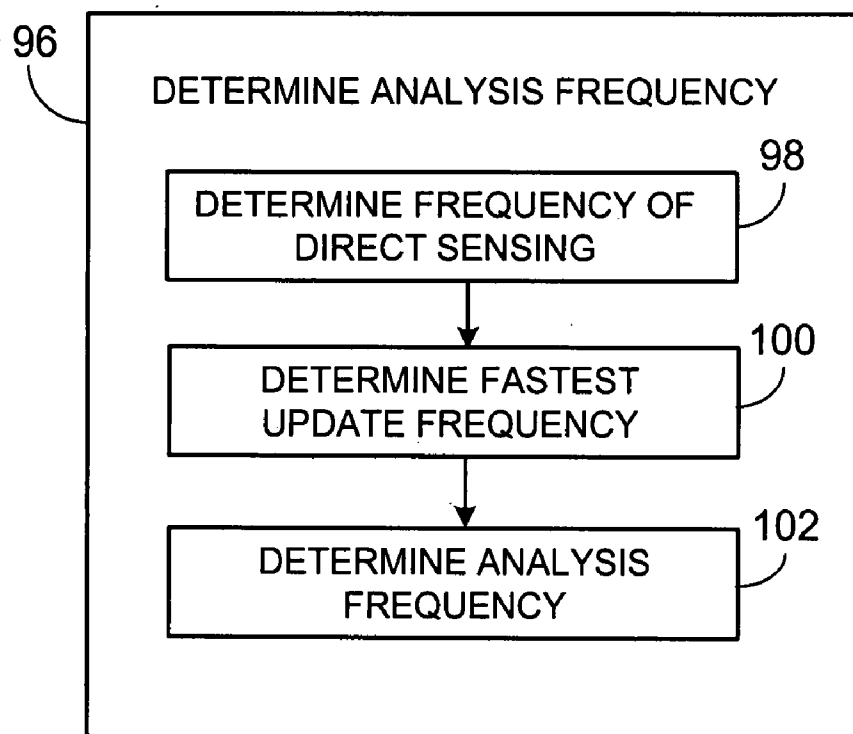 96
DETERMINE ANALYSIS FREQUENCY
98
DETERMINE FREQUENCY OF
DIRECT SENSING
100
DETERMINE FASTEST
UPDATE FREQUENCY
102
DETERMINE ANALYSIS
FREQUENCY